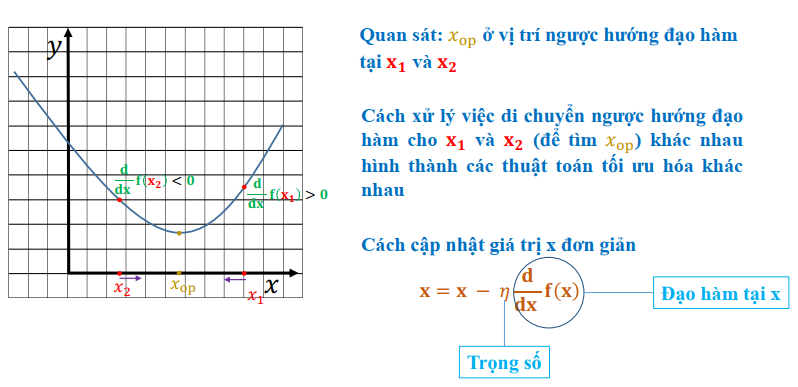 y
d/dx f(x₂) < 0
d/dx f(x₁) > 0
x₂
x_op
x₁
x
Quan sát: x_op ở vị trí ngược hướng đạo hàm
tại x₁ và x₂
Cách xử lý việc di chuyển ngược hướng đạo
hàm cho x₁ và x₂ (để tìm x_op) khác nhau
hình thành các thuật toán tối ưu hóa khác
nhau
Cách cập nhật giá trị x đơn giản
x = x − η d/dx f(x)
Đạo hàm tại x
Trọng số